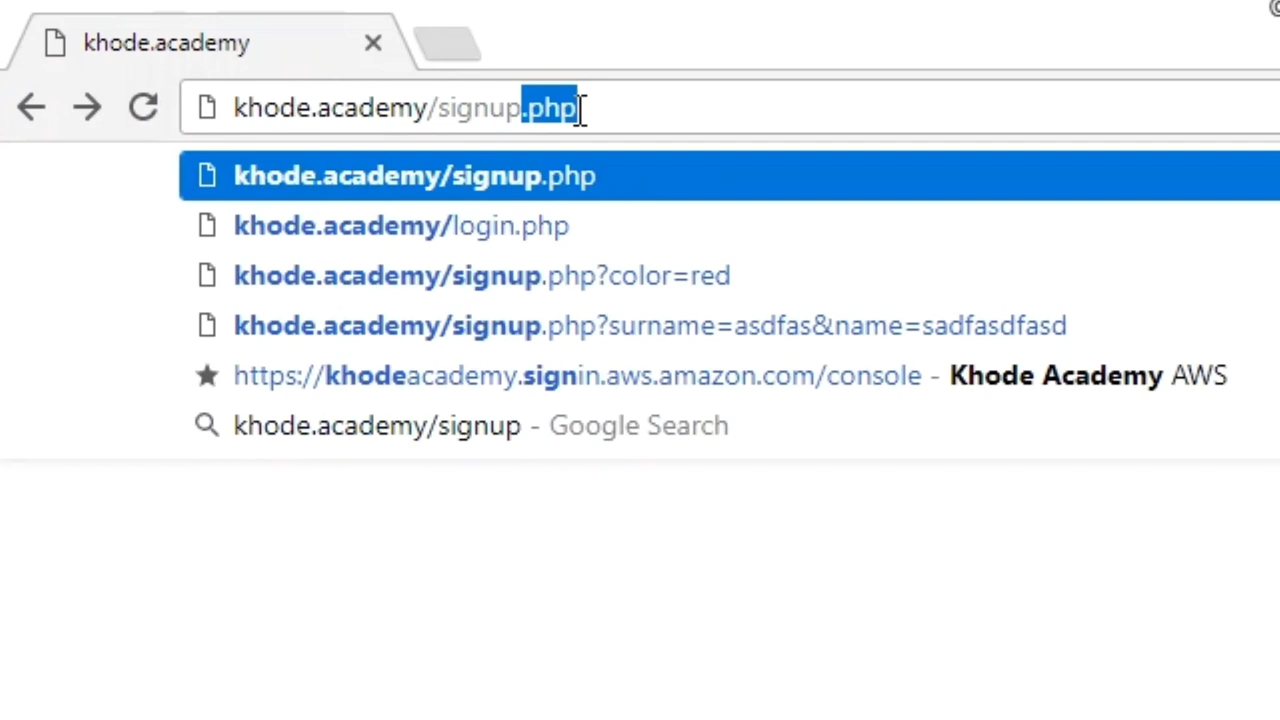 khode.academy
khode.academy/signup.php
khode.academy/signup.php
khode.academy/login.php
khode.academy/signup.php?color=red
khode.academy/signup.php?surname=asdfas&name=sadfasdfasd
https://khodeacademy.signin.aws.amazon.com/console - Khode Academy AWS
khode.academy/signup - Google Search